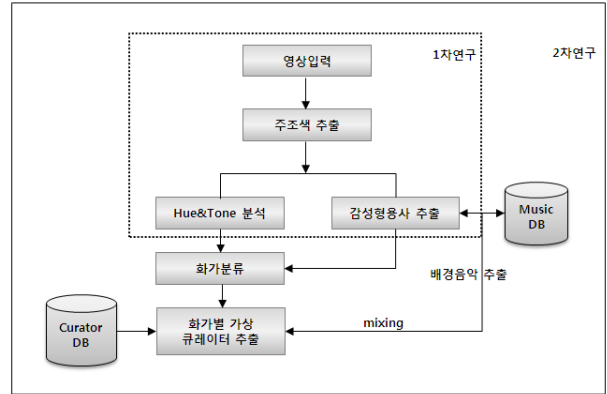 영상입력
1차연구
2차연구
주조색 추출
Hue&Tone 분석
감성형용사 추출
Music
DB
화가분류
배경음악 추출
Curator
DB
화가별 가상
큐레이터 추출
mixing